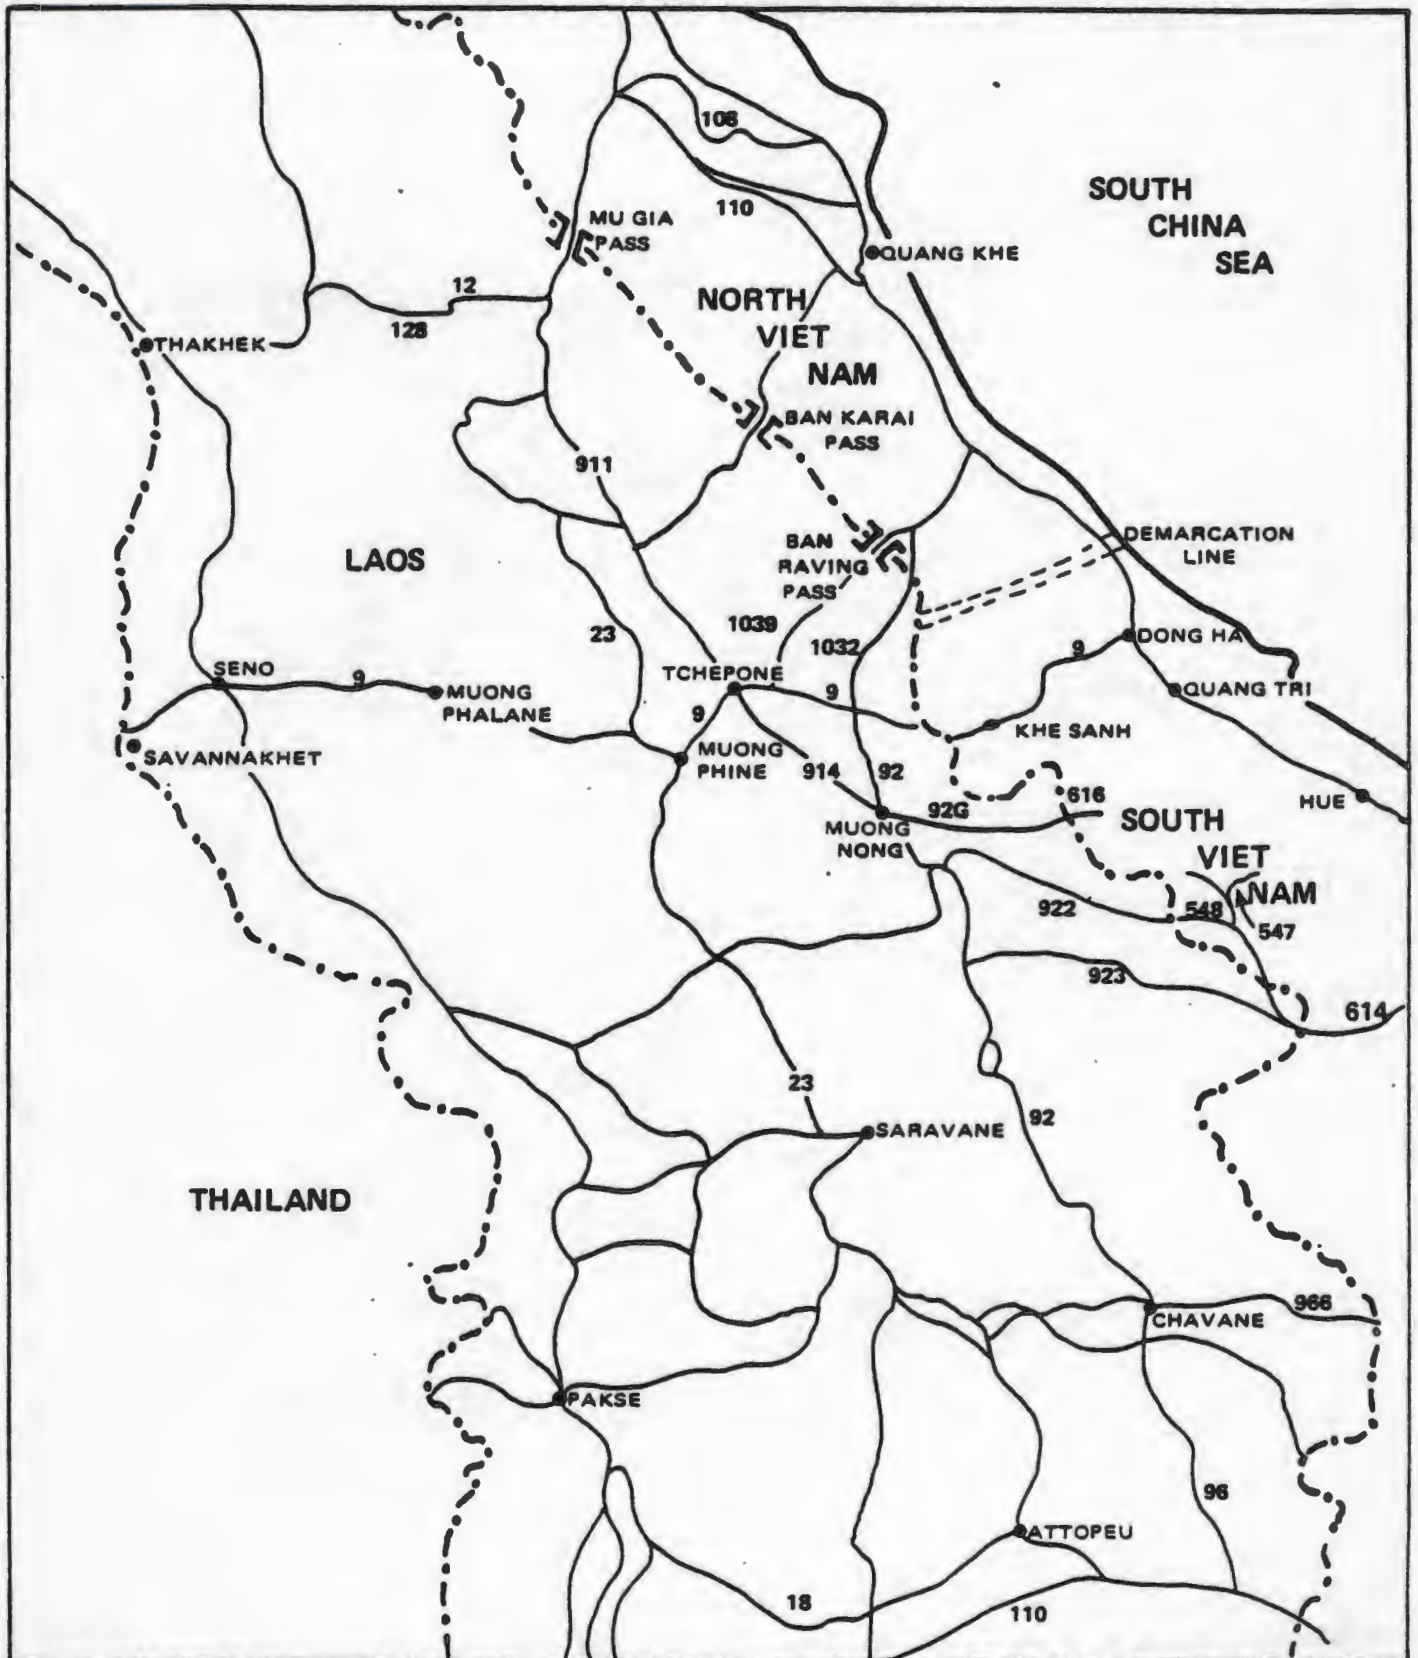 108
SOUTH
CHINA
SEA
110
MU GIA
PASS
QUANG KHE
12
128
NORTH
VIET
NAM
THAKHEK
BAN KARAI
PASS
911
DEMARCATION
LINE
BAN
RAVING
PASS
LAOS
23
1039
1032
9
DONG HA
SENO
9
MUONG
PHALANE
TCHEPONE
9
9
QUANG TRI
SAVANNAKHET
MUONG
PHINE
KHE SANH
914
92
92G
616
HUE
MUONG
NONG
SOUTH
VIET
NAM
922
548
547
923
614
23
92
SARAVANE
THAILAND
966
CHAVANE
PAKSE
96
ATTOPEU
18
110